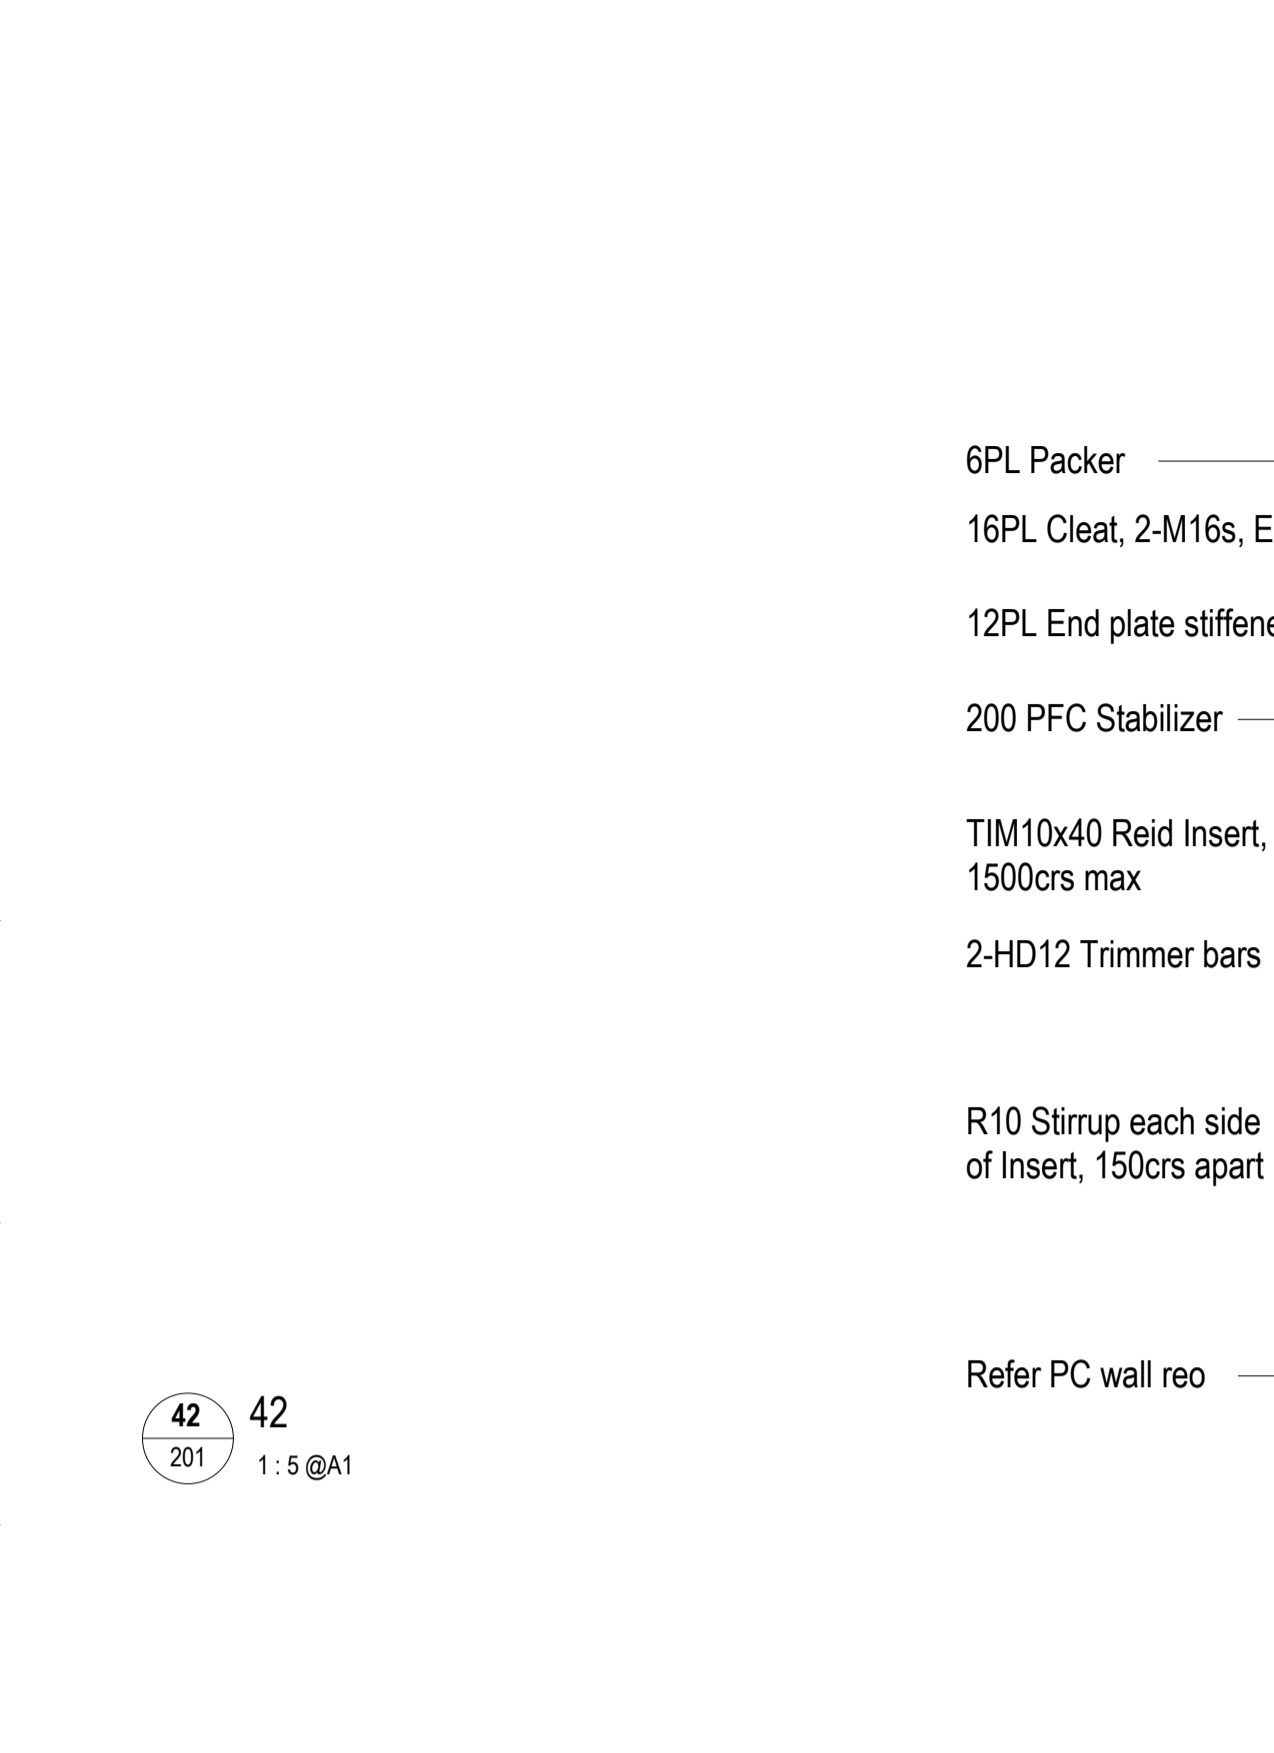 6PL Packer
16PL Cleat, 2-M16s, E
12PL End plate
200 PFC Stabilizer
TIM10x40 Reid Insert,
1500crs max
2-HD12 Trimmer bars
R10 Stirrup each side
of Insert, 150crs apart
Refer PC wall reo
42
201
42
1 : 5 @A1